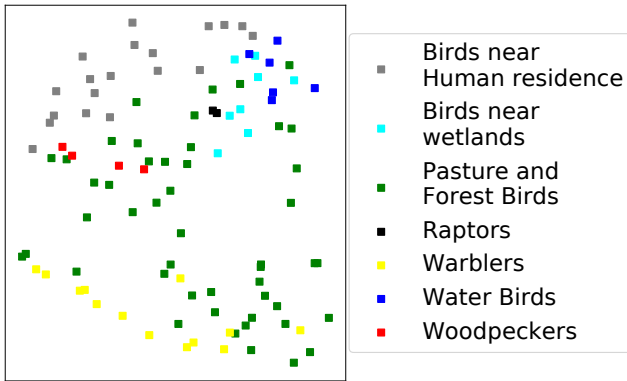 Birds near
Human residence
Birds near
wetlands
Pasture and
Forest Birds
Raptors
Warblers
Water Birds
Woodpeckers